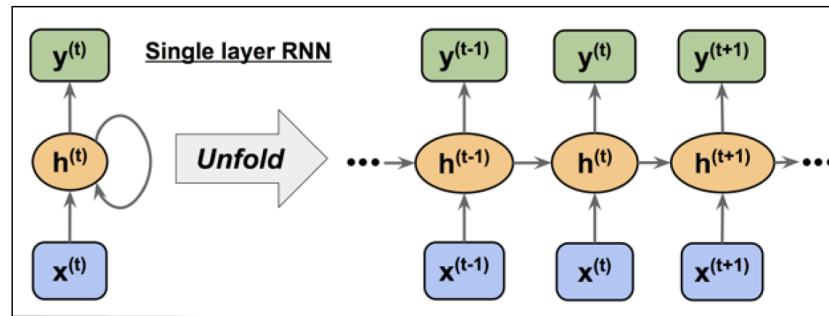 y(t) Single layer RNN y(t-1) y(t) y(t+1)
h(t) Unfold ••• h(t-1) h(t) h(t+1) •••
x(t) x(t-1) x(t) x(t+1)